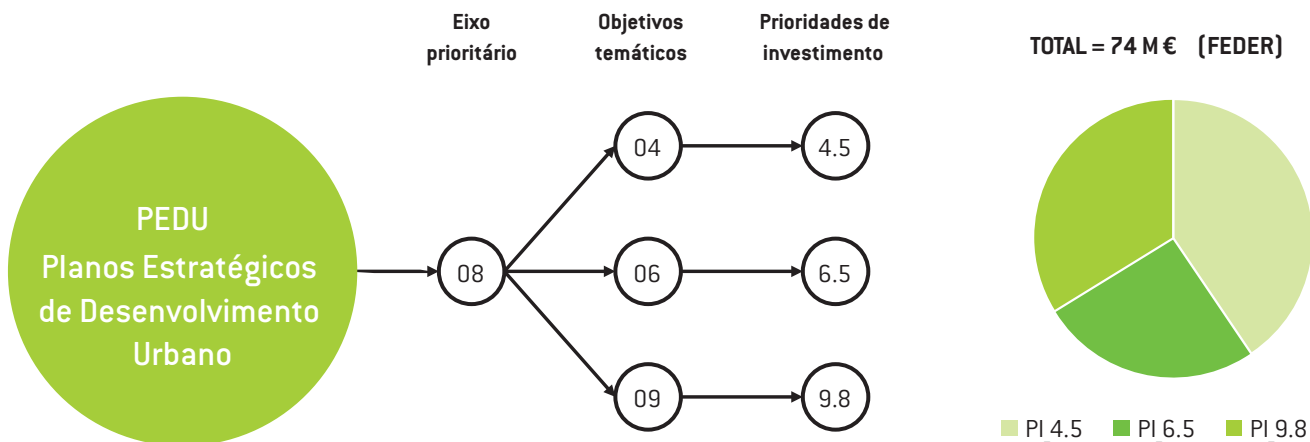 Eixo
prioritário
Objetivos
temáticos
Prioridades de
investimento
TOTAL = 74 M € (FEDER)
PEDU
Planos Estratégicos
de Desenvolvimento
Urbano
08
04
4.5
06
6.5
09
9.8
PI 4.5
PI 6.5
PI 9.8